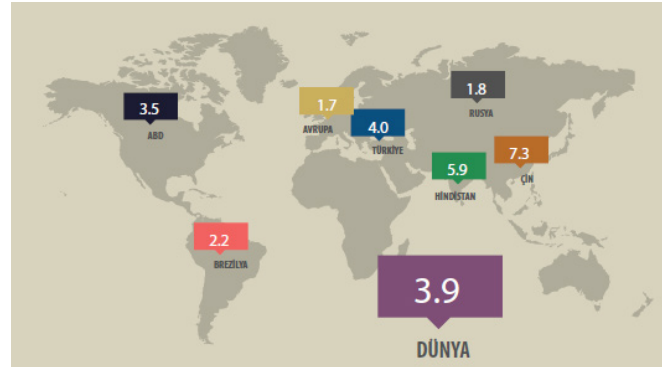 3.5
ABD
1.7
AVRUPA
4.0
TÜRKİYE
1.8
RUSYA
7.3
ÇİN
5.9
HİNDİSTAN
2.2
BREZİLYA
3.9
DÜNYA